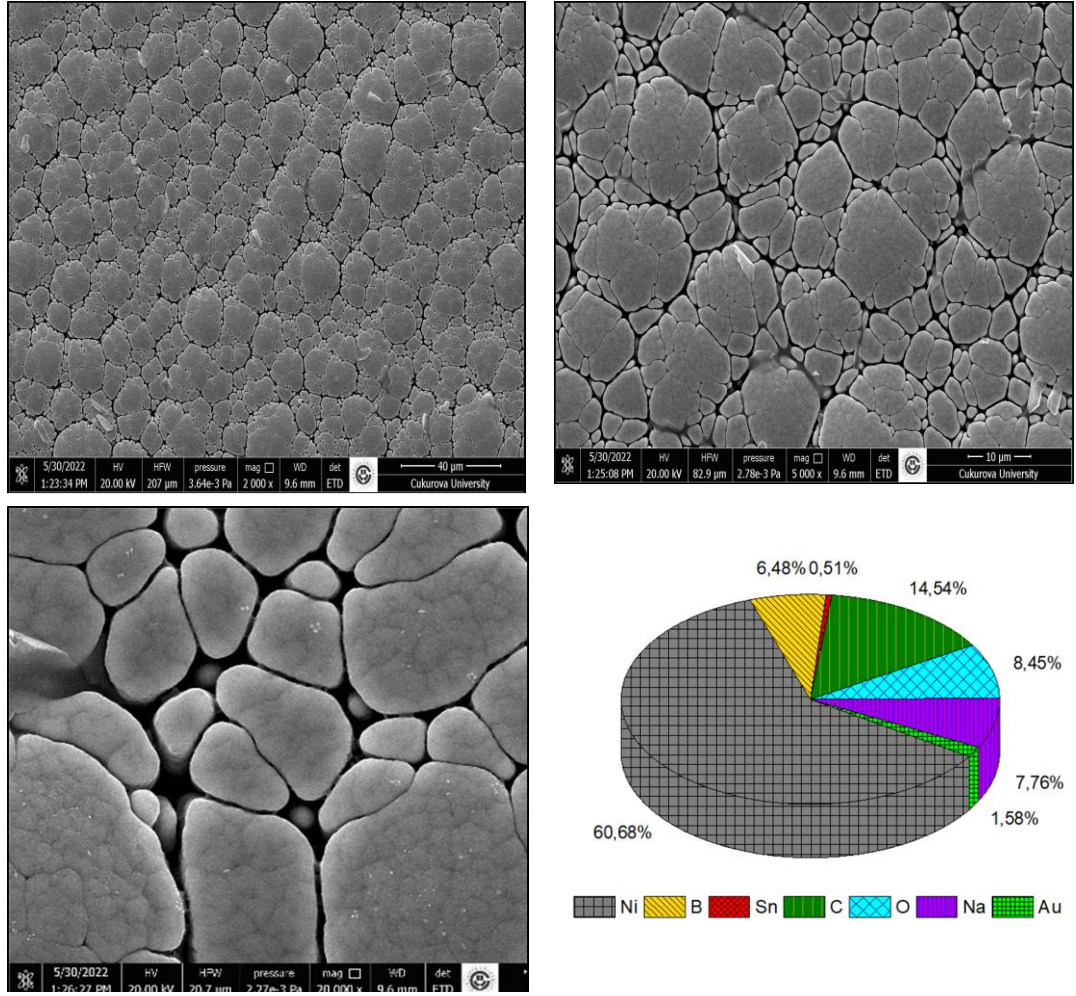 5/30/2022 HV HFW pressure mag WD det 40 µm
1:23:34 PM 20.00 kV 207 µm 3.64e-3 Pa 2 000 x 9.6 mm ETD Cukurova University
5/30/2022 HV HFW pressure mag WD det 10 µm
1:25:08 PM 20.00 kV 82.9 µm 2.78e-3 Pa 5 000 x 9.6 mm ETD Cukurova University
5/30/2022 HV HFW pressure mag WD det
1:26:27 PM 20.00 kV 20.7 µm 2.27e-3 Pa 20 000 x 9.6 mm ETD
6,48% 0,51%
14,54%
8,45%
7,76%
1,58%
60,68%
Ni B Sn C O Na Au